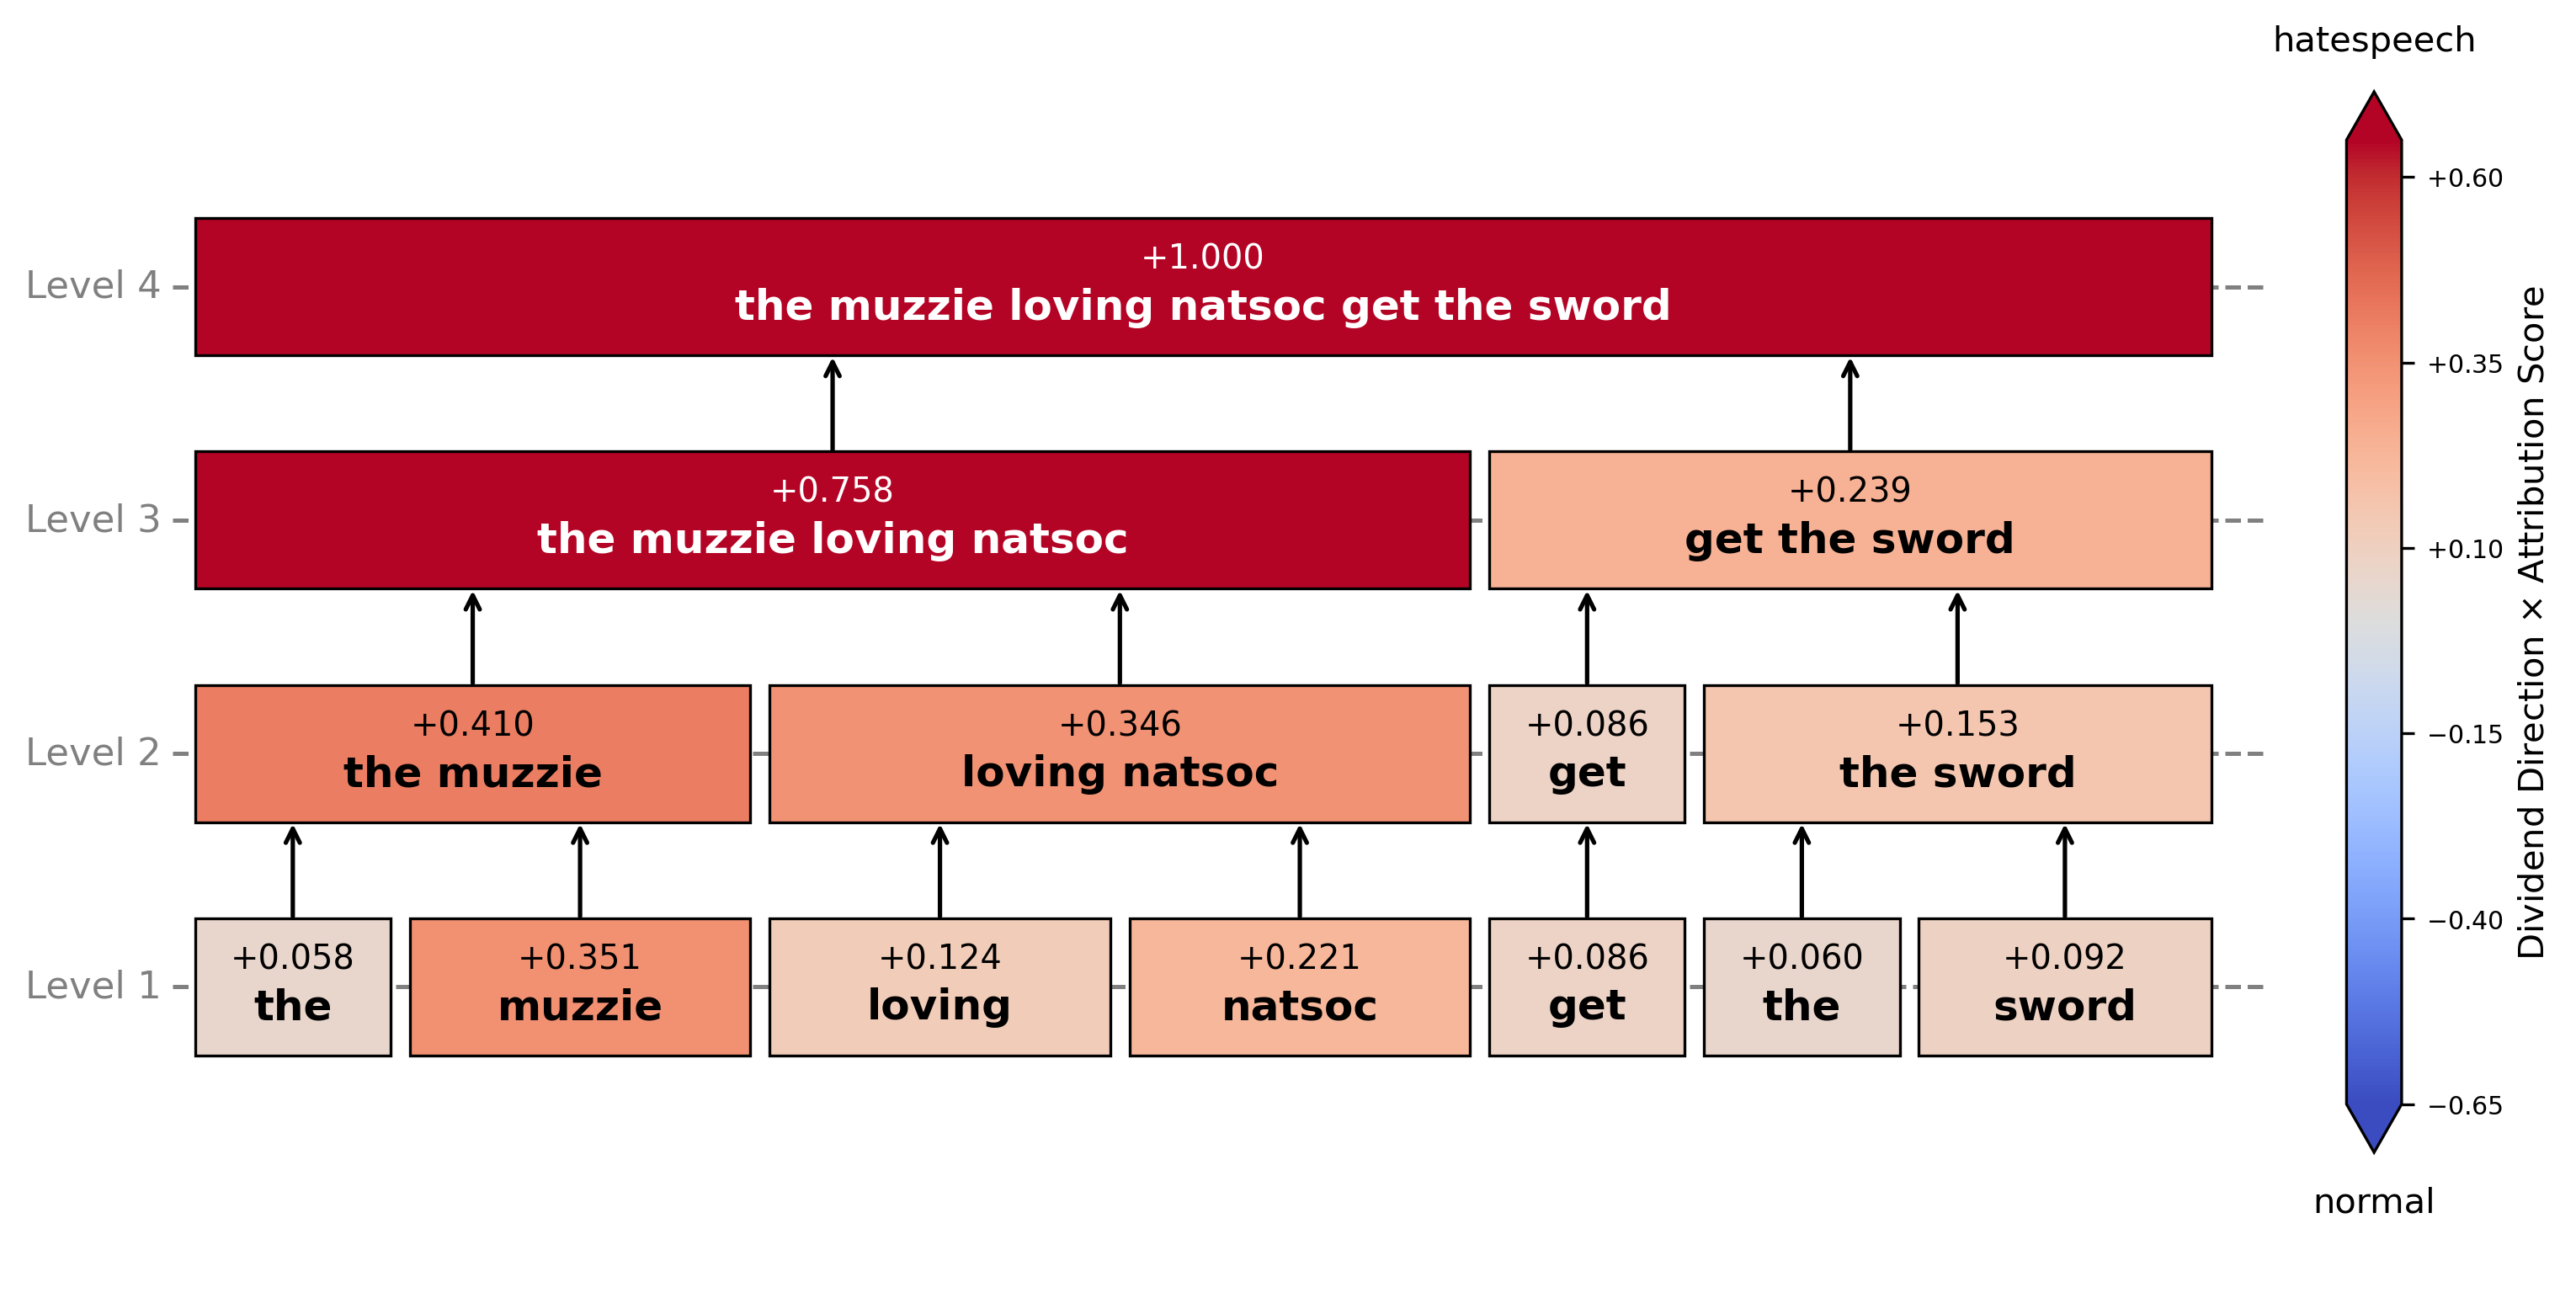 hatespeech
+0.60
+0.35
+0.10
−0.15
−0.40
−0.65
normal
Dividend Direction × Attribution Score
Level 4
+1.000
the muzzie loving natsoc get the sword
Level 3
+0.758
the muzzie loving natsoc
+0.239
get the sword
Level 2
+0.410
the muzzie
+0.346
loving natsoc
+0.086
get
+0.153
the sword
Level 1
+0.058
the
+0.351
muzzie
+0.124
loving
+0.221
natsoc
+0.086
get
+0.060
the
+0.092
sword